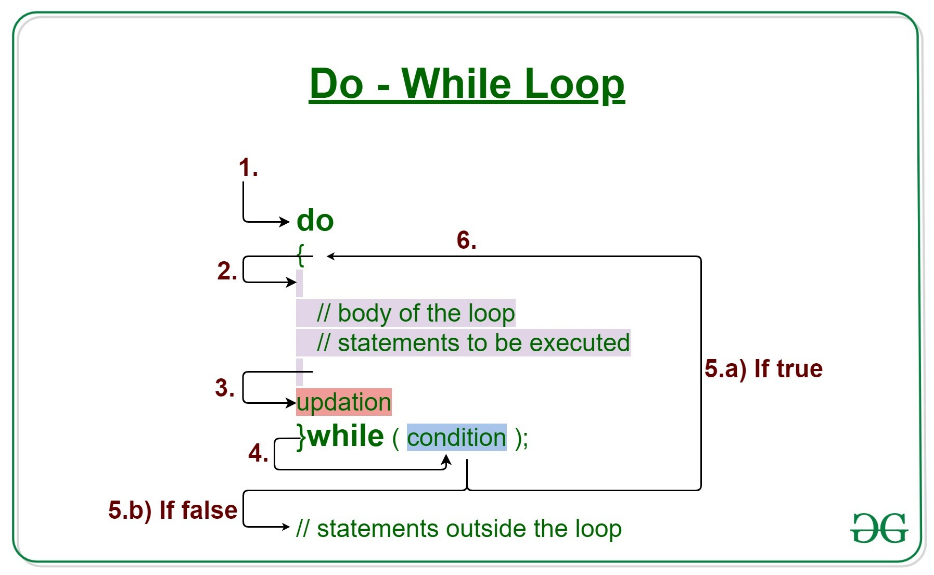 Do - While Loop
1.
do
6.
{
2.
// body of the loop
// statements to be executed
5.a) If true
3.
updation
}while ( condition );
4.
5.b) If false
// statements outside the loop